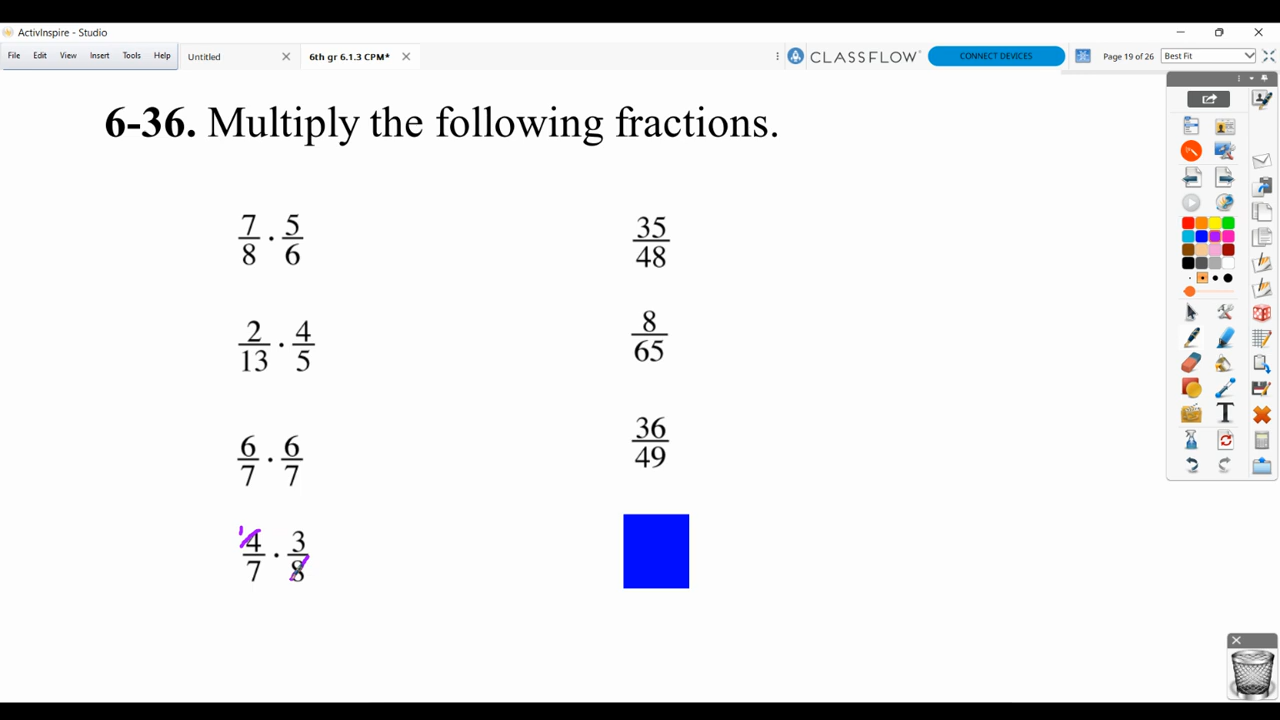 ActivInspire - Studio
File Edit View Insert Tools Help Untitled 6th gr 6.1.3 CPM* CLASSFLOW CONNECT DEVICES Page 19 of 26 Best Fit
6-36. Multiply the following fractions.
7/8 · 5/6 35/48
2/13 · 4/5 8/65
6/7 · 6/7 36/49
1
4/7 · 3/8
T